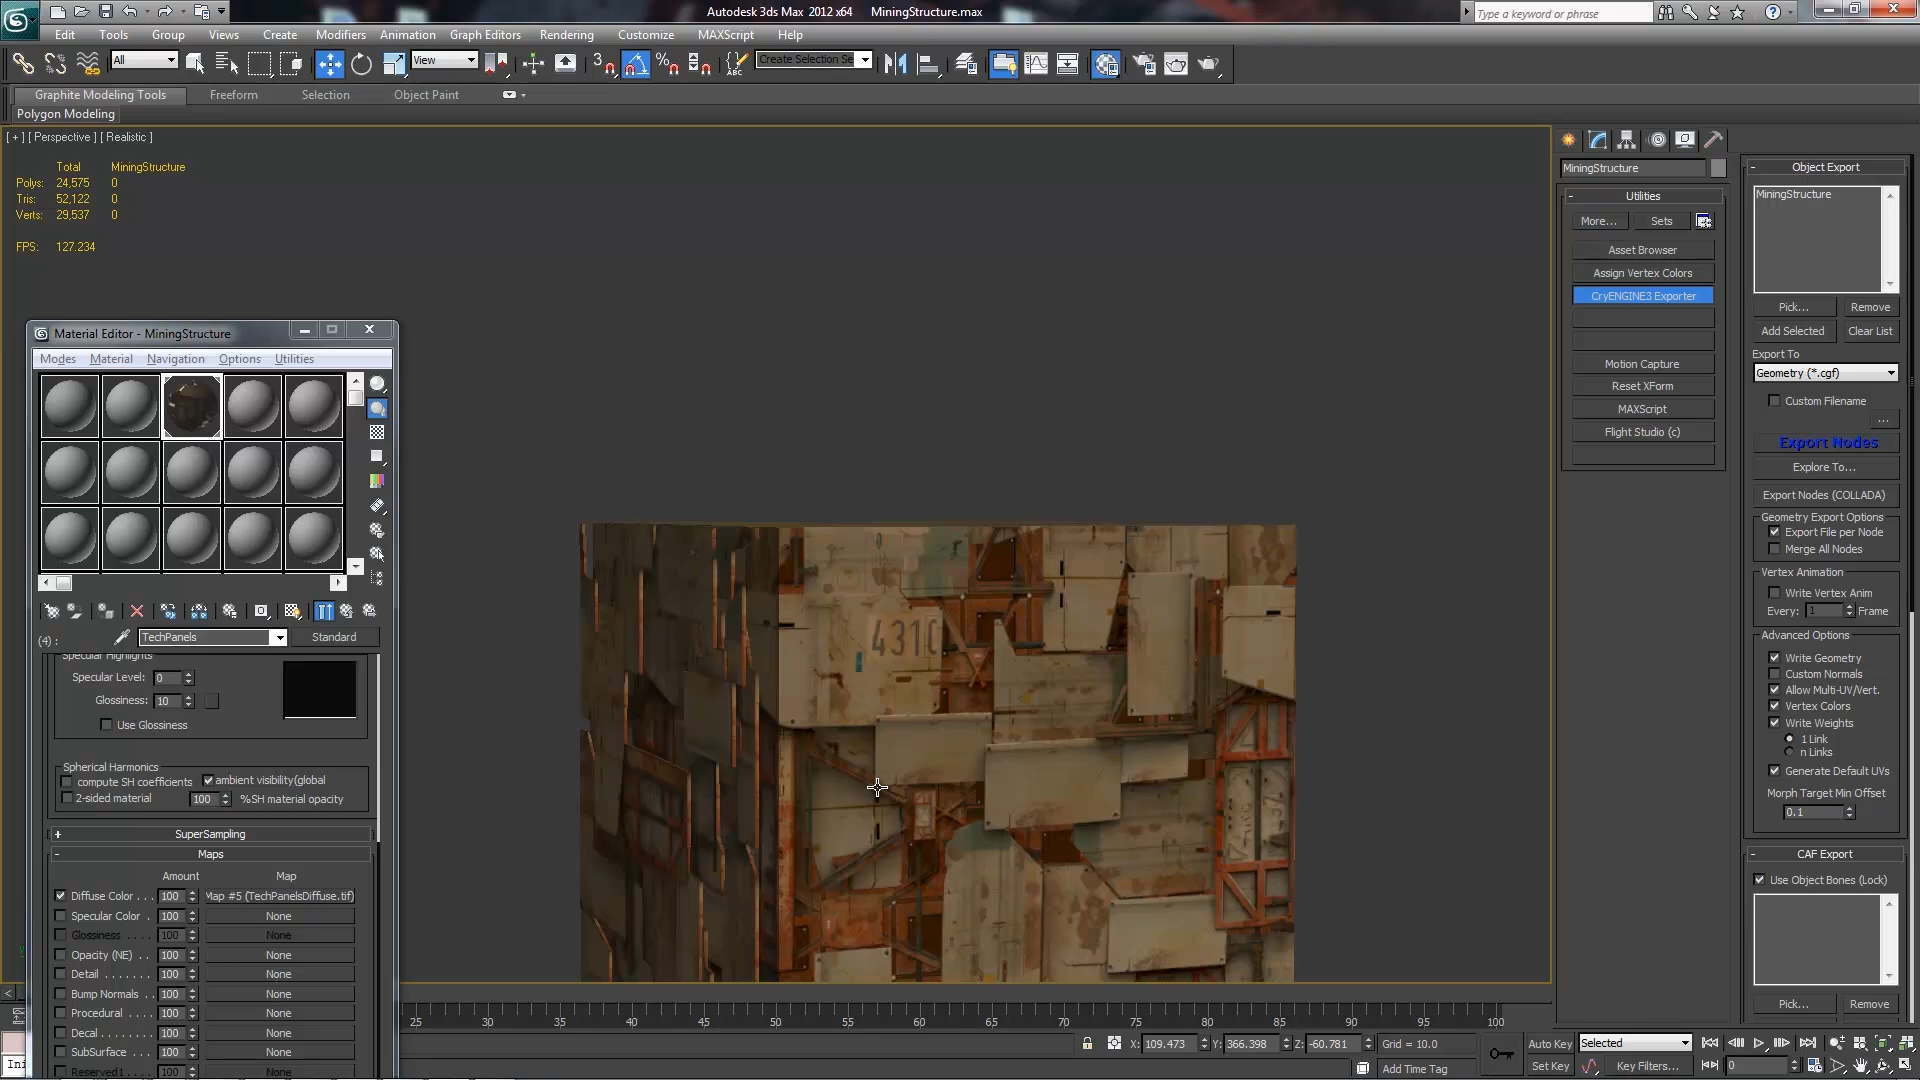 Autodesk 3ds Max 2012 x64 MiningStructure.max
Type a keyword or phrase
Edit Tools Group Views Create Modifiers Animation Graph Editors Rendering Customize MAXScript Help
All View Create Selection Se
Graphite Modeling Tools Freeform Selection Object Paint
Polygon Modeling
[ + ] [ Perspective ] [ Realistic ]
Total MiningStructure
Polys: 24,575 0
Tris: 52,122 0
Verts: 29,537 0
FPS: 127.234
Material Editor - MiningStructure
Modes Material Navigation Options Utilities
(4) : TechPanels Standard
Specular Highlights
Specular Level: 0
Glossiness: 10
Use Glossiness
Spherical Harmonics
compute SH coefficients ambient visibility(global
2-sided material 100 %SH material opacity
+ SuperSampling
- Maps
Amount Map
Diffuse Color . . . 100 Map #5 (TechPanelsDiffuse.tif)
Specular Color . 100 None
Glossiness . . . . 100 None
Opacity (NE) . . 100 None
Detail . . . . . . . 100 None
Bump Normals . 100 None
Procedural . . . . 100 None
Decal . . . . . . . . 100 None
SubSurface . . 100 None
Reserved1 . . . 100 None
4310
MiningStructure
- Utilities
More... Sets
Asset Browser
Assign Vertex Colors
CryENGINE3 Exporter
Motion Capture
Reset XForm
MAXScript
Flight Studio (c)
- Object Export
MiningStructure
Pick... Remove
Add Selected Clear List
Export To
Geometry (*.cgf)
Custom Filename
...
Export Nodes
Explore To...
Export Nodes (COLLADA)
Geometry Export Options
Export File per Node
Merge All Nodes
Vertex Animation
Write Vertex Anim
Every: 1 Frame
Advanced Options
Write Geometry
Custom Normals
Allow Multi-UV/Vert.
Vertex Colors
Write Weights
1 Link
n Links
Generate Default UVs
Morph Target Min Offset
0.1
- CAF Export
Use Object Bones (Lock)
Pick... Remove
25 30 35 40 45 50 55 60 65 70 75 80 85 90 95 100
X: 109.473 Y: 366.398 Z: -60.781 Grid = 10.0 Auto Key Selected
Ini Add Time Tag Set Key Key Filters... 0